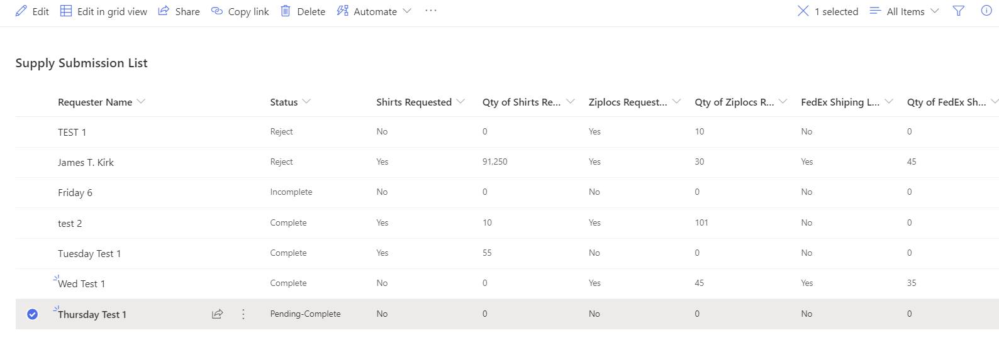 Edit Edit in grid view Share Copy link Delete Automate ··· 1 selected All Items
Supply Submission List
Requester Name Status Shirts Requested Qty of Shirts Re... Ziplocs Request... Qty of Ziplocs R... FedEx Shiping L... Qty of FedEx Sh...
TEST 1 Reject No 0 Yes 10 No 0
James T. Kirk Reject Yes 91,250 Yes 30 Yes 45
Friday 6 Incomplete No 0 No 0 No 0
test 2 Complete Yes 10 Yes 101 No 0
Tuesday Test 1 Complete Yes 55 No 0 No 0
Wed Test 1 Complete No 0 Yes 45 Yes 35
Thursday Test 1 Pending-Complete No 0 No 0 No 0